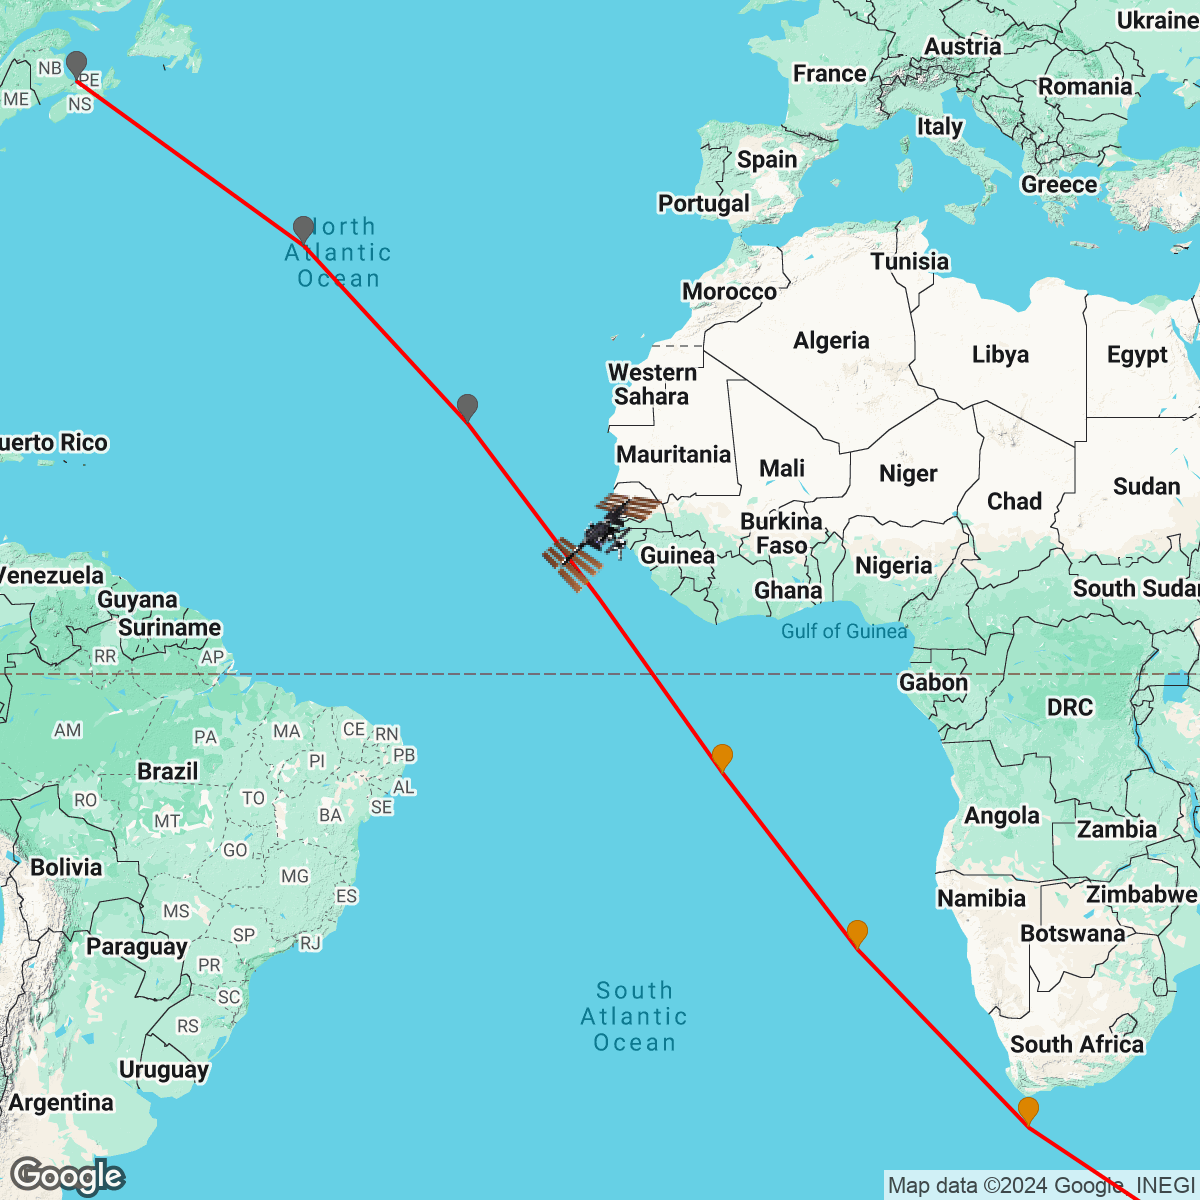 Ukraine
Austria
NB
France
PE
Romania
ME
NS
Italy
Spain
Greece
Portugal
North
Atlantic
Ocean
Tunisia
Morocco
Algeria
Libya
Egypt
Western
Sahara
uerto Rico
Mauritania
Mali
Niger
Sudan
Chad
Burkina
Faso
Guinea
Nigeria
Venezuela
Ghana
South Sudan
Guyana
Suriname
Gulf of Guinea
RR
AP
Gabon
DRC
AM
PA
MA
CE
RN
PB
PI
Brazil
AL
RO
TO
SE
MT
BA
Angola
Zambia
GO
Bolivia
MG
ES
Namibia
Zimbabwe
MS
SP
RJ
Botswana
Paraguay
PR
SC
South
Atlantic
Ocean
RS
South Africa
Uruguay
Argentina
Google
Map data ©2024 Google, INEGI